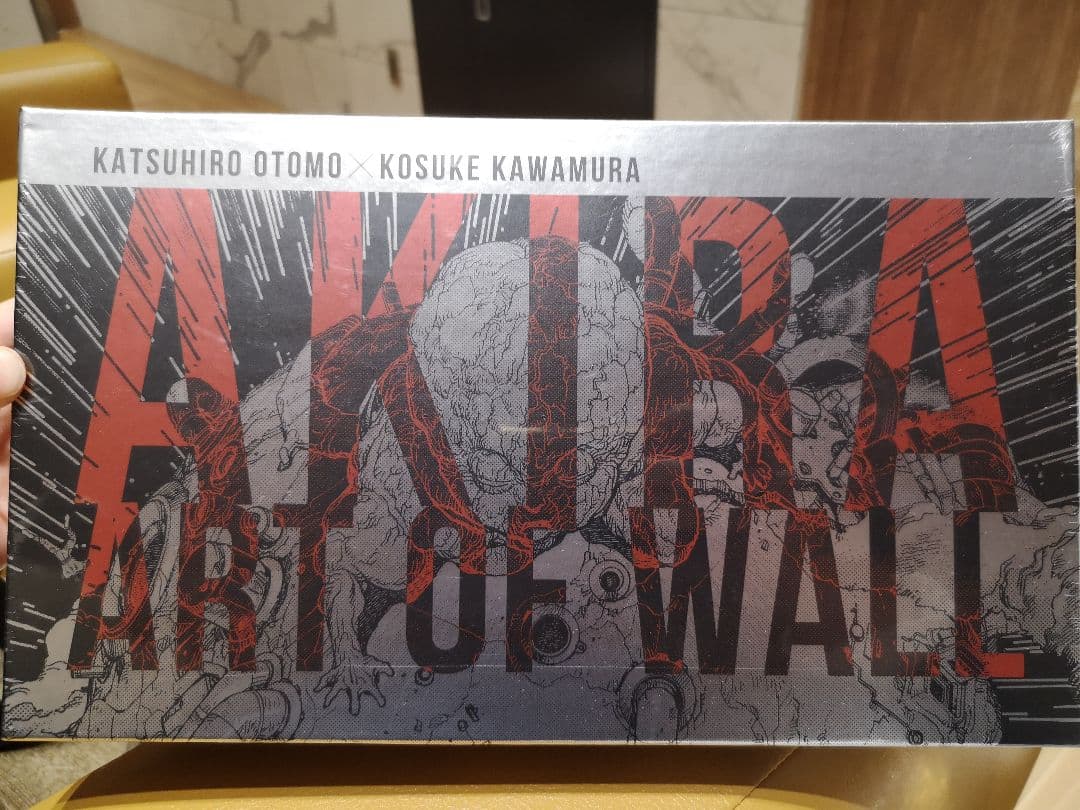 KATSUHIRO OTOMO×KOSUKE KAWAMURA
AKIRA
ART OF WALL